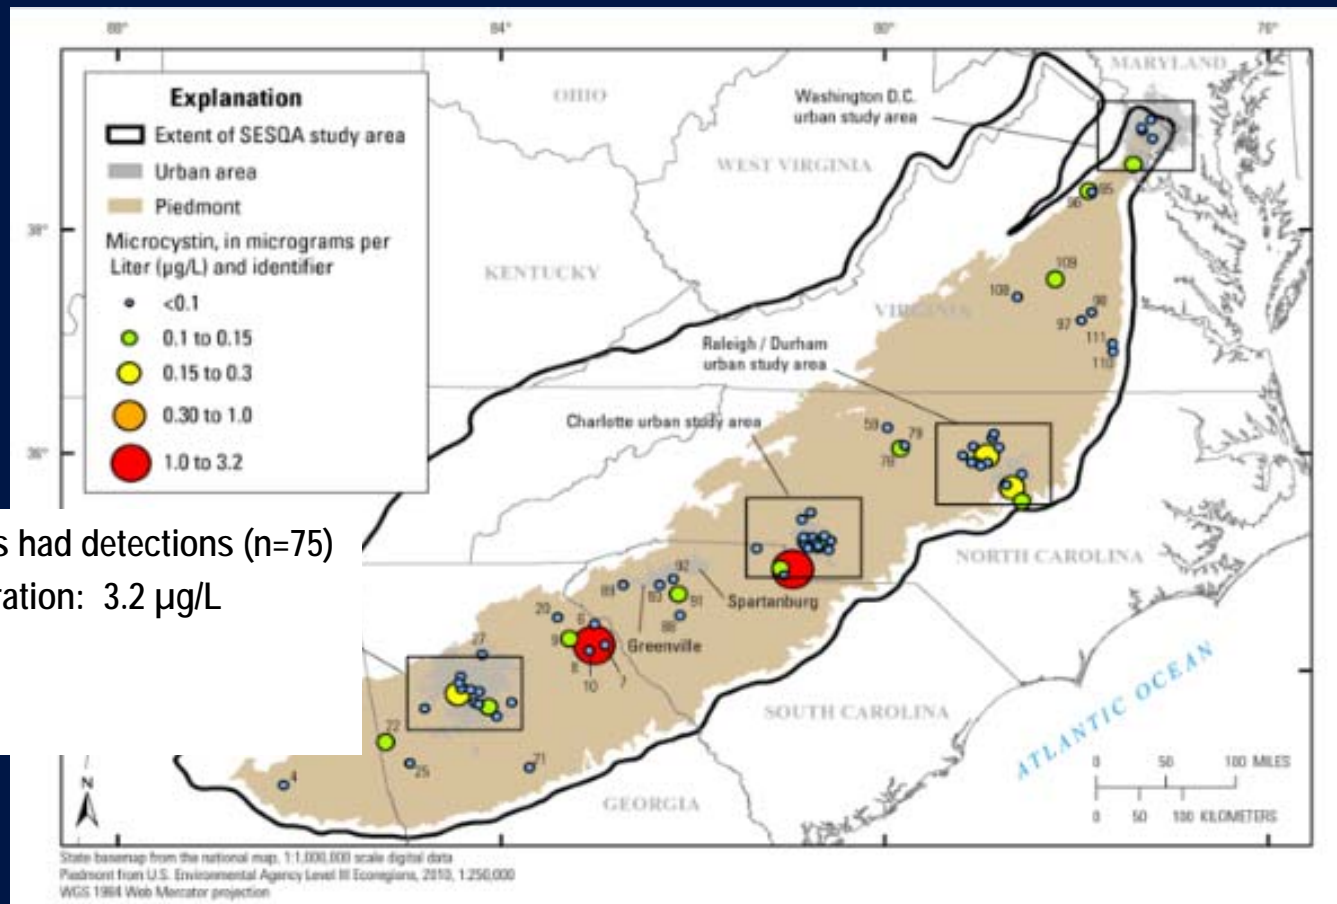 88°
84°
80°
76°
Explanation
Extent of SESQA study area
Urban area
Piedmont
Microcystin, in micrograms per
Liter (µg/L) and identifier
<0.1
0.1 to 0.15
0.15 to 0.3
0.30 to 1.0
1.0 to 3.2
OHIO
WEST VIRGINIA
KENTUCKY
MARYLAND
Washington D.C.
urban study area
38°
95
96
109
108
VIRGINIA
98
97
111
110
Raleigh / Durham
urban study area
Charlotte urban study area
36°
59
79
78
NORTH CAROLINA
s had detections (n=75)
ration: 3.2 µg/L
92
89
93
91
88
Spartanburg
Greenville
20
6
9
8
10
7
27
SOUTH CAROLINA
ATLANTIC OCEAN
72
25
71
4
GEORGIA
N
0 50 100 MILES
0 50 100 KILOMETERS
State basemap from the national map, 1:1,000,000 scale digital data
Piedmont from U.S. Environmental Agency Level III Ecoregions, 2010, 1:250,000
WGS 1984 Web Mercator projection